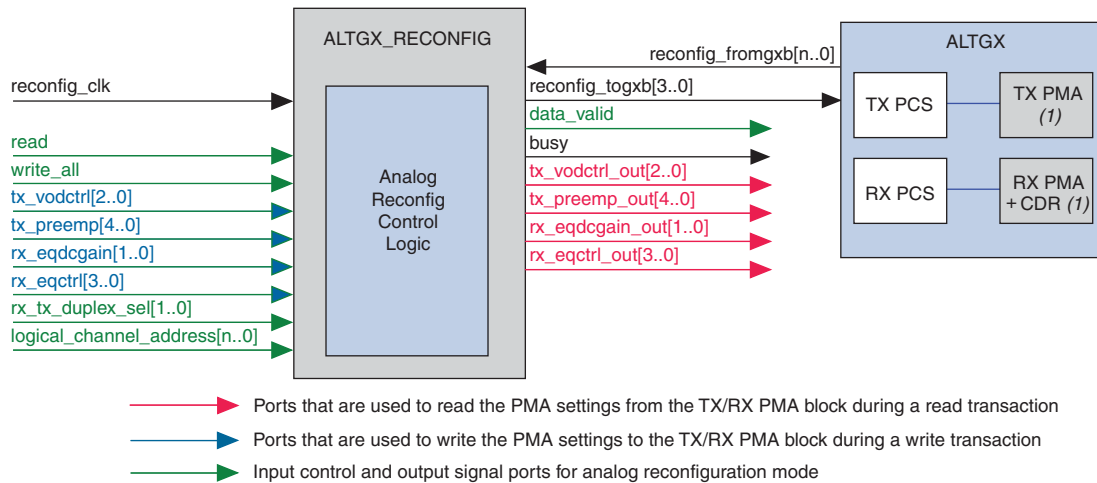 ALTGX_RECONFIG
ALTGX
reconfig_fromgxb[n..0]
reconfig_clk
reconfig_togxb[3..0]
TX PCS
TX PMA
(1)
data_valid
read
busy
write_all
tx_vodctrl_out[2..0]
tx_vodctrl[2..0]
tx_preemp_out[4..0]
tx_preemp[4..0]
rx_eqdcgain_out[1..0]
rx_eqdcgain[1..0]
rx_eqctrl_out[3..0]
rx_eqctrl[3..0]
rx_tx_duplex_sel[1..0]
logical_channel_address[n..0]
Analog
Reconfig
Control
Logic
RX PCS
RX PMA
+ CDR (1)
Ports that are used to read the PMA settings from the TX/RX PMA block during a read transaction
Ports that are used to write the PMA settings to the TX/RX PMA block during a write transaction
Input control and output signal ports for analog reconfiguration mode